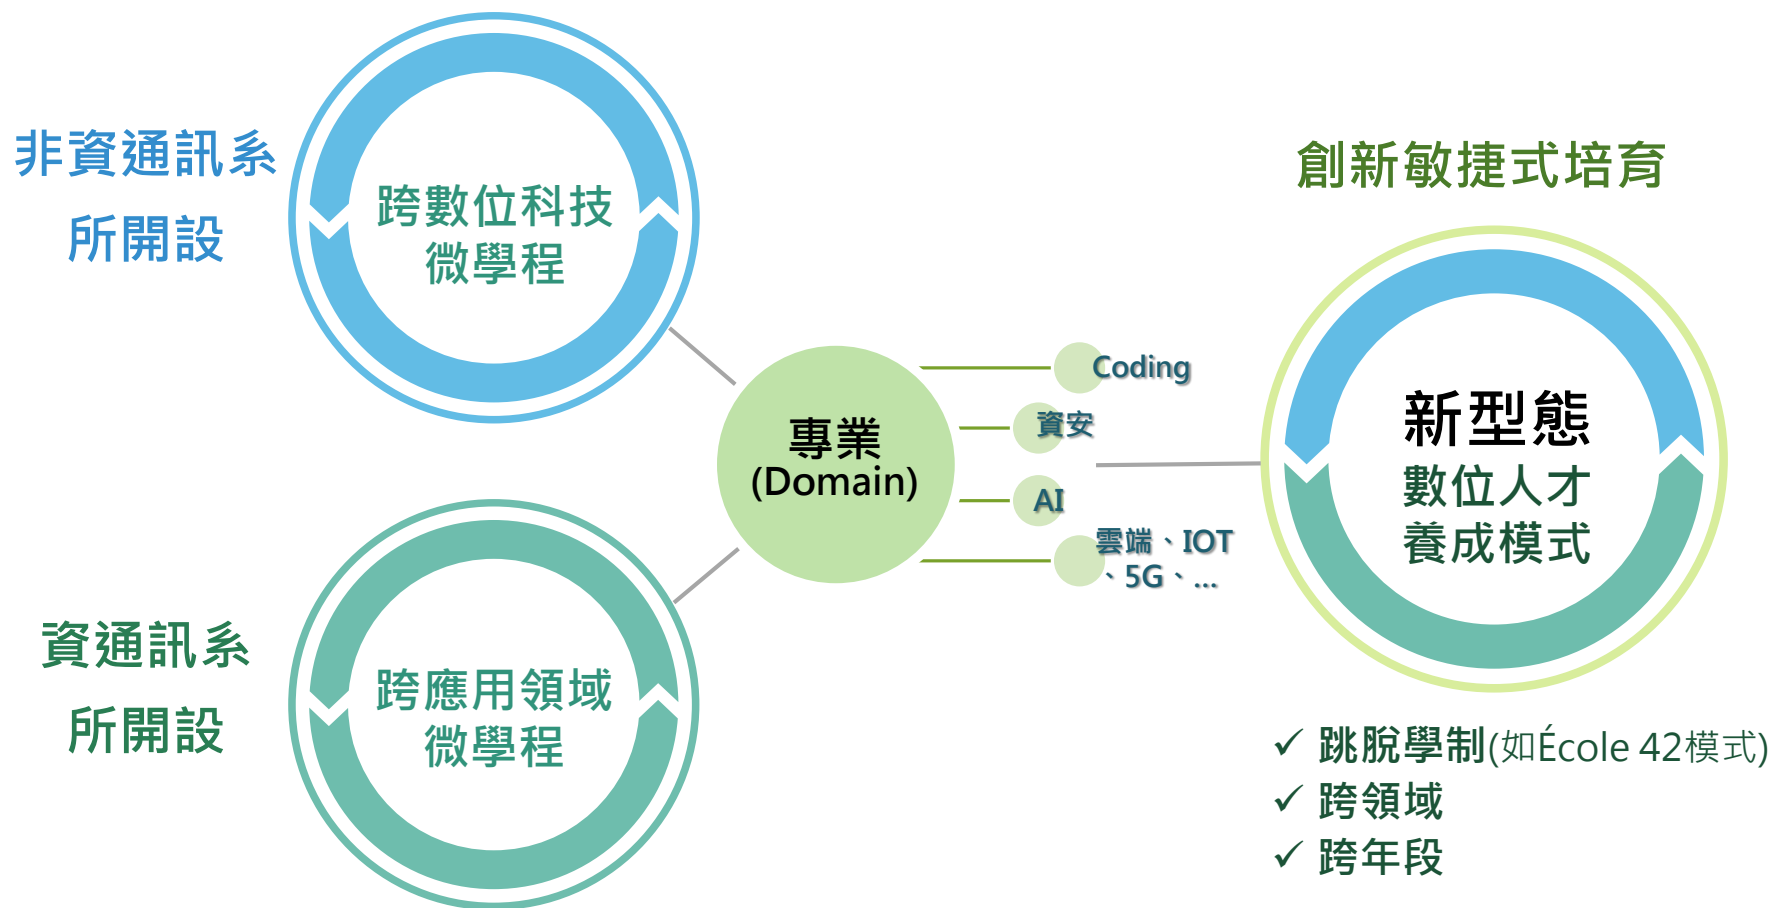 非資通訊系
所開設
跨數位科技
微學程
資通訊系
所開設
跨應用領域
微學程
專業
(Domain)
Coding
資安
AI
雲端、IOT
、5G、...
創新敏捷式培育
新型態
數位人才
養成模式
✓ 跳脫學制(如École 42模式)
✓ 跨領域
✓ 跨年段